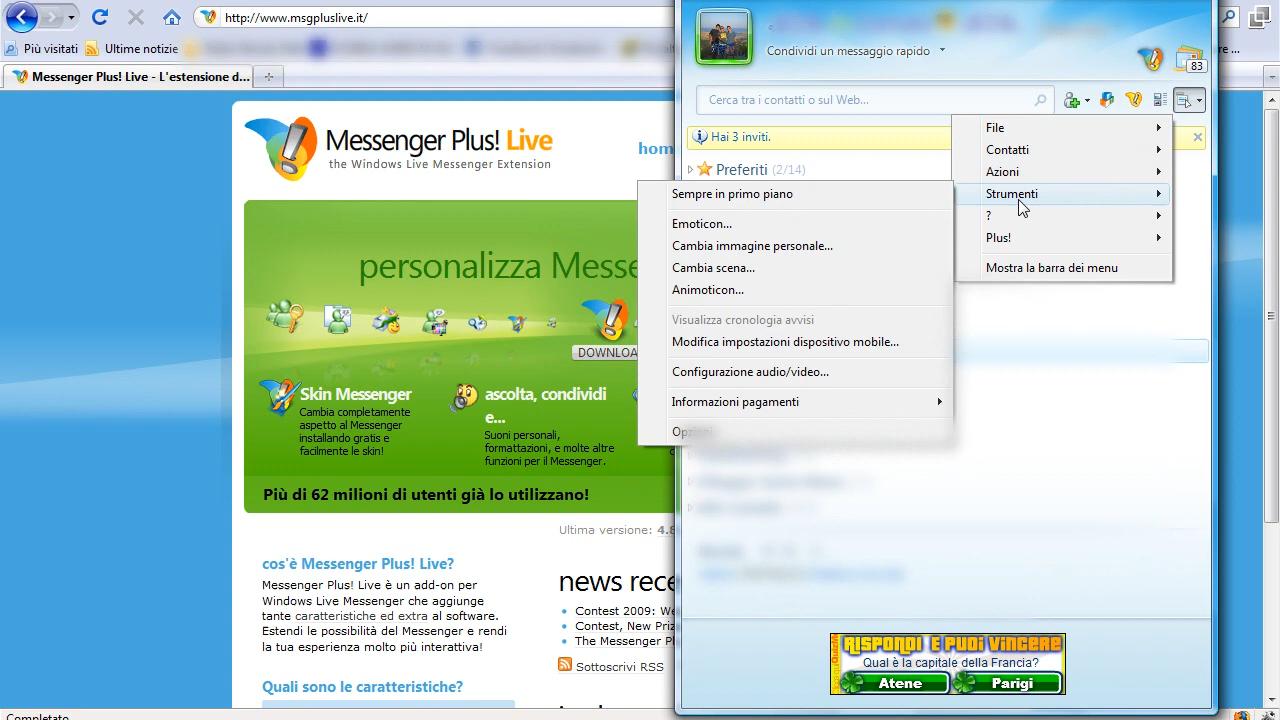 http://www.msgpluslive.it/
Più visitati
Ultime notizie
Messenger Plus! Live - L'estensione d...
Messenger Plus! Live
the Windows Live Messenger Extension
hom
personalizza Messe
DOWNLOA
Skin Messenger
Cambia completamente
aspetto al Messenger
installando gratis e
facilmente le skin!
ascolta, condividi
e...
Suoni personali,
formattazioni, e molte altre
funzioni per il Messenger.
Più di 62 milioni di utenti già lo utilizzano!
Ultima versione: 4.8
cos'è Messenger Plus! Live?
Messenger Plus! Live è un add-on per
Windows Live Messenger che aggiunge
tante caratteristiche ed extra al software.
Estendi le possibilità del Messenger e rendi
la tua esperienza molto più interattiva!
Quali sono le caratteristiche?
news rece
Contest 2009: We
Contest, New Priz
The Messenger Pl
Sottoscrivi RSS
Completato
Condividi un messaggio rapido
83
Cerca tra i contatti o sul Web...
Hai 3 inviti.
Preferiti (2/14)
File
Contatti
Azioni
Strumenti
?
Plus!
Mostra la barra dei menu
Sempre in primo piano
Emoticon...
Cambia immagine personale...
Cambia scena...
Animoticon...
Visualizza cronologia avvisi
Modifica impostazioni dispositivo mobile...
Configurazione audio/video...
Informazioni pagamenti
RISPONDI E PUOI VINCERE
Qual è la capitale della Francia?
Atene
Parigi